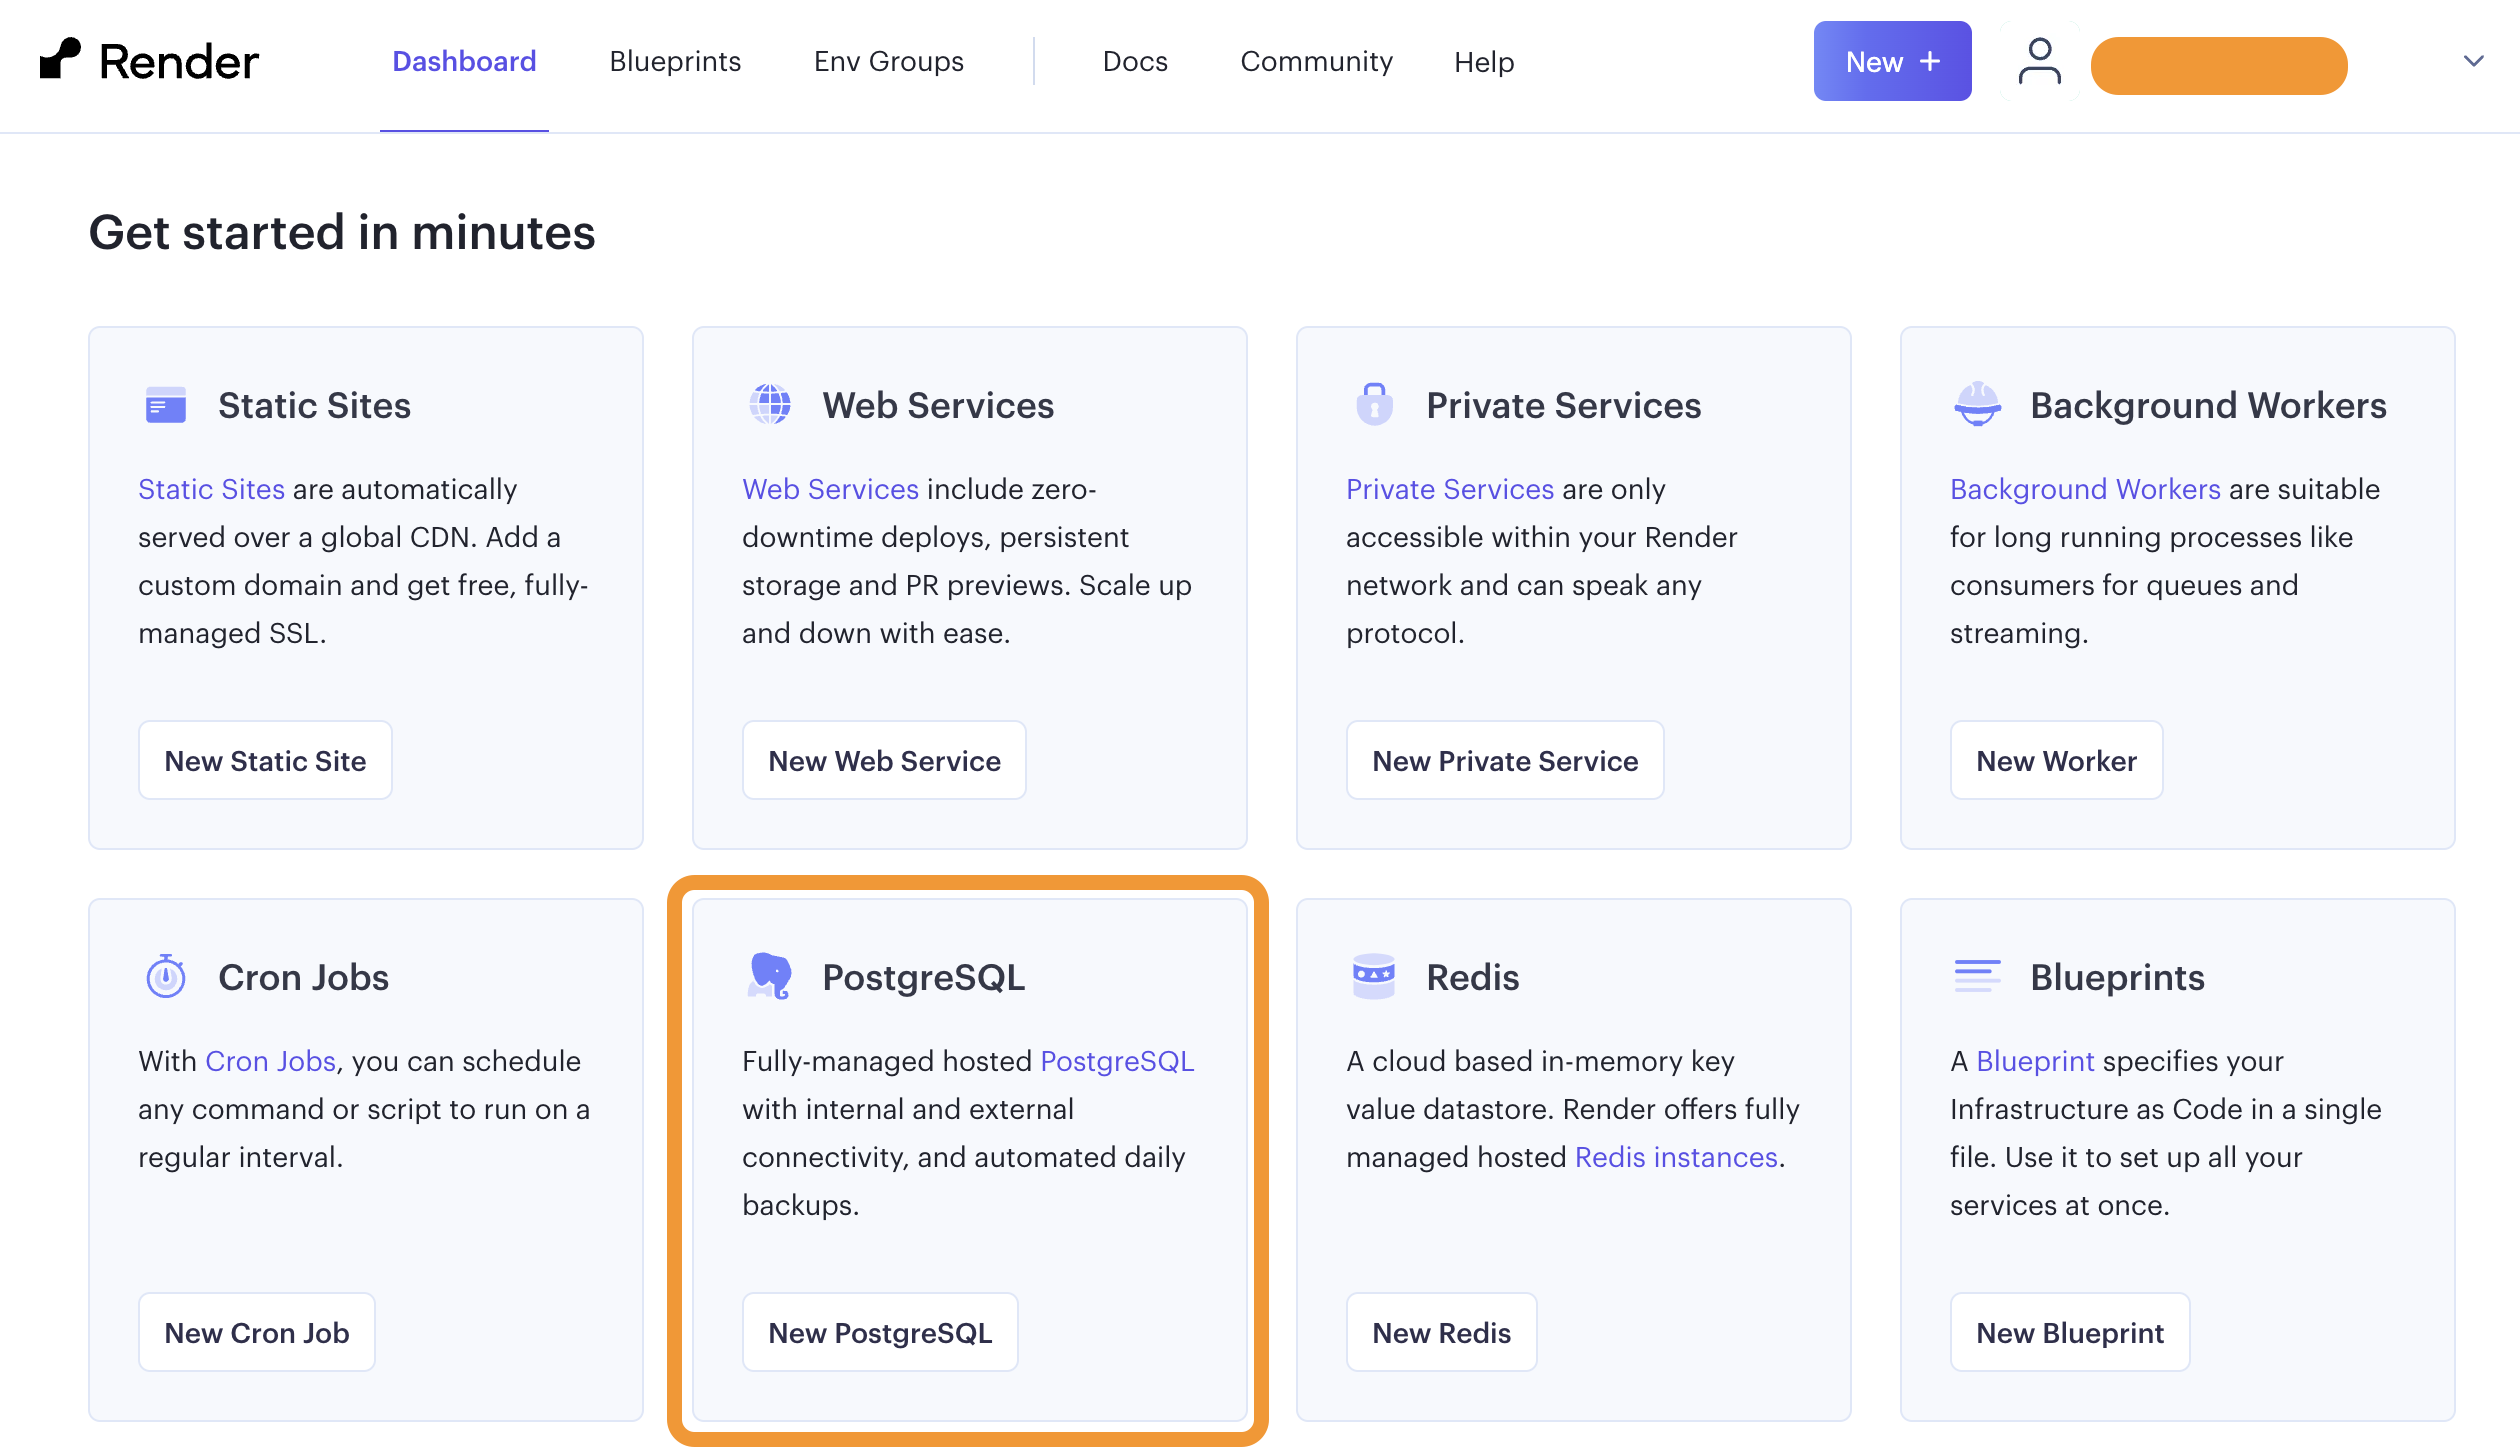 Render
Dashboard
Blueprints
Env Groups
Docs
Community
Help
New +
Get started in minutes
Static Sites
Static Sites are automatically
served over a global CDN. Add a
custom domain and get free, fully-
managed SSL.
New Static Site
Web Services
Web Services include zero-
downtime deploys, persistent
storage and PR previews. Scale up
and down with ease.
New Web Service
Private Services
Private Services are only
accessible within your Render
network and can speak any
protocol.
New Private Service
Background Workers
Background Workers are suitable
for long running processes like
consumers for queues and
streaming.
New Worker
Cron Jobs
With Cron Jobs, you can schedule
any command or script to run on a
regular interval.
New Cron Job
PostgreSQL
Fully-managed hosted PostgreSQL
with internal and external
connectivity, and automated daily
backups.
New PostgreSQL
Redis
A cloud based in-memory key
value datastore. Render offers fully
managed hosted Redis instances.
New Redis
Blueprints
A Blueprint specifies your
Infrastructure as Code in a single
file. Use it to set up all your
services at once.
New Blueprint